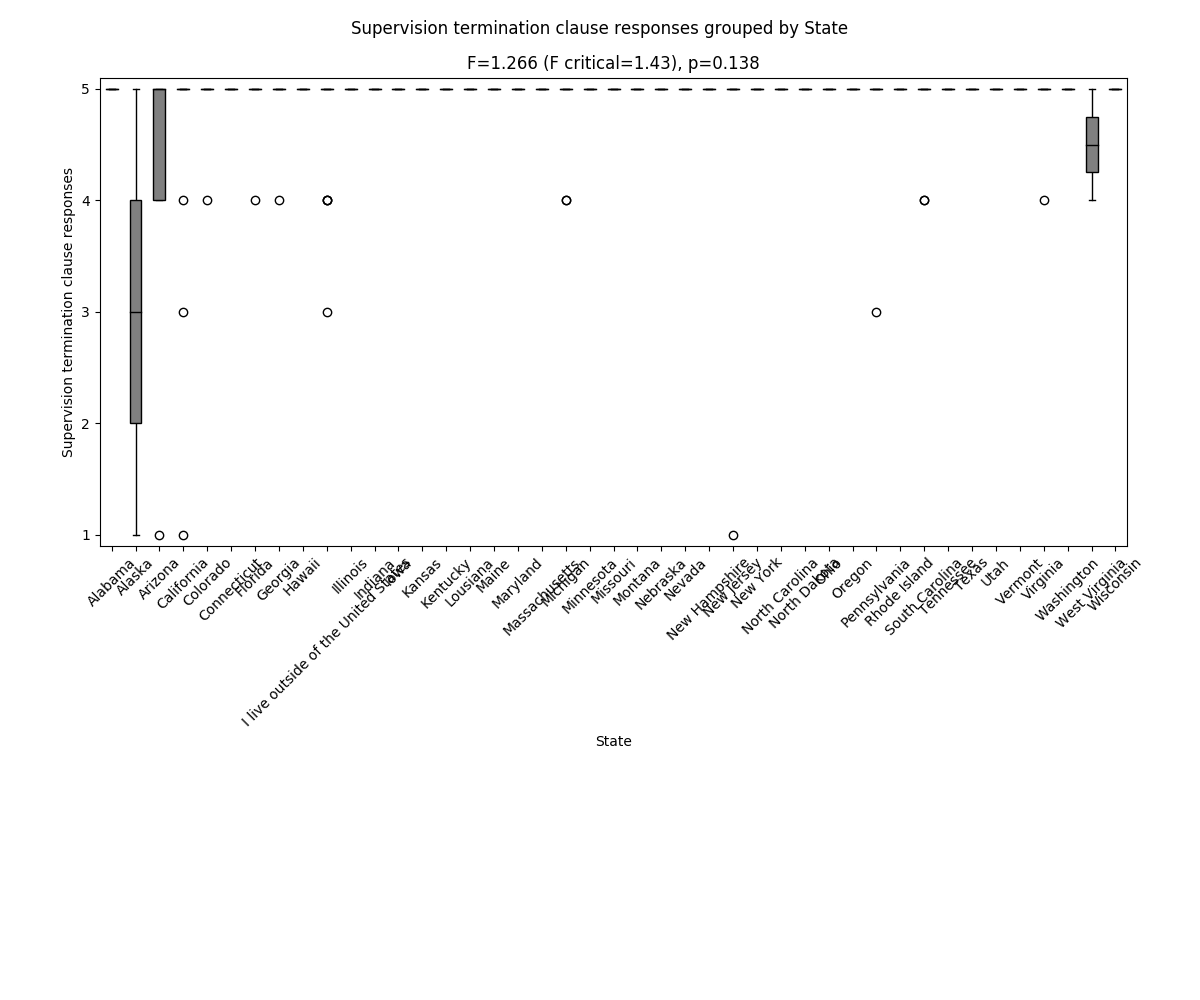 Supervision termination clause responses grouped by State
F=1.266 (F critical=1.43), p=0.138
Supervision termination clause responses
5
4
3
2
1
Alabama
Alaska
Arizona
California
Colorado
Connecticut
Florida
Georgia
Hawaii
I live outside of the United States
Illinois
Indiana
Iowa
Kansas
Kentucky
Lousiana
Maine
Maryland
Massachusetts
Michigan
Minnesota
Missouri
Montana
Nebraska
Nevada
New Hampshire
New Jersey
New York
North Carolina
North Dakota
Ohio
Oregon
Pennsylvania
Rhode Island
South Carolina
Tennessee
Texas
Utah
Vermont
Virginia
Washington
West Virginia
Wisconsin
State